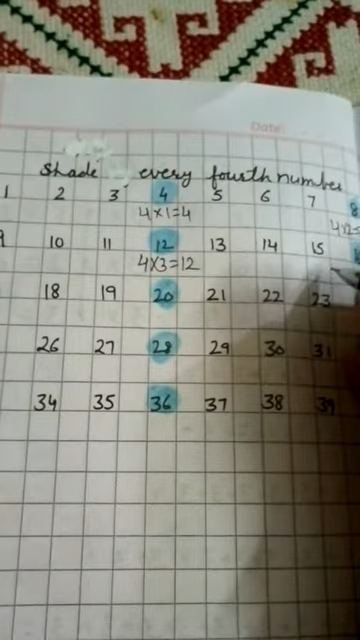 Date:
shade every fourth number
1 2 3 4 5 6 7 8
4×1=4 4×2=
9 10 11 12 13 14 15
4×3=12
18 19 20 21 22 23
26 27 28 29 30 31
34 35 36 37 38 39